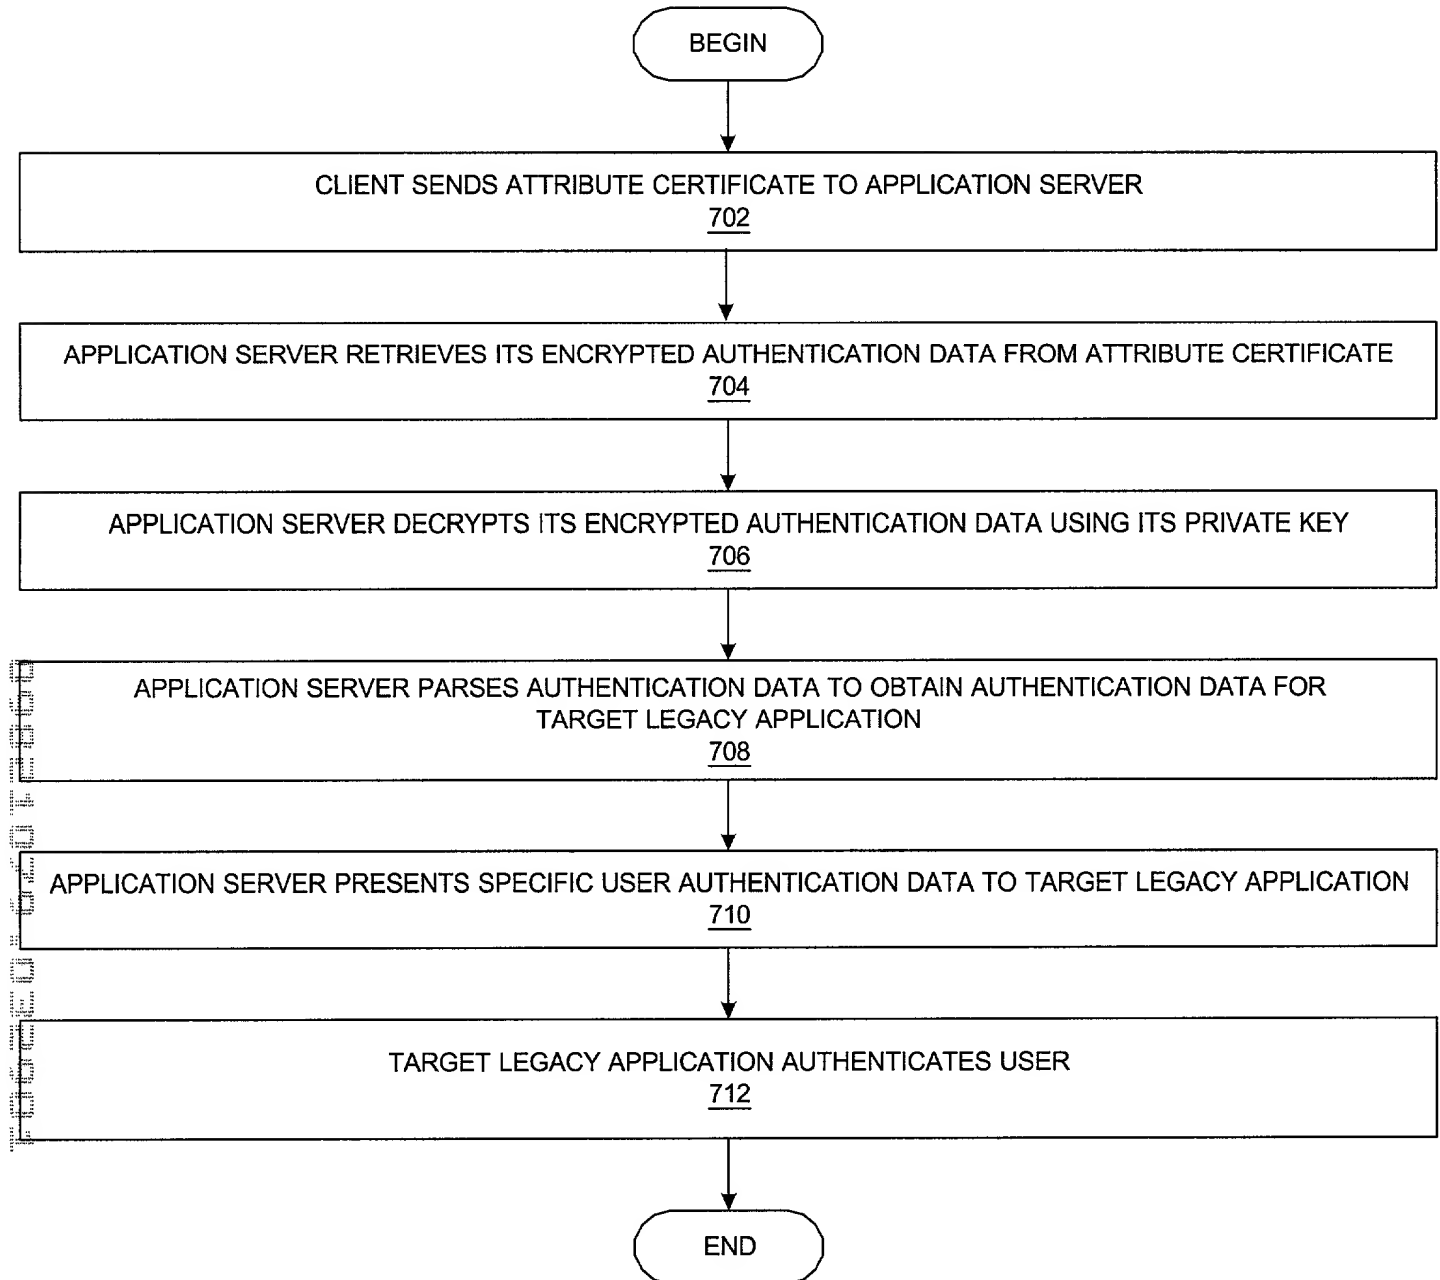 BEGIN
CLIENT SENDS ATTRIBUTE CERTIFICATE TO APPLICATION SERVER
702
APPLICATION SERVER RETRIEVES ITS ENCRYPTED AUTHENTICATION DATA FROM ATTRIBUTE CERTIFICATE
704
APPLICATION SERVER DECRYPTS ITS ENCRYPTED AUTHENTICATION DATA USING ITS PRIVATE KEY
706
APPLICATION SERVER PARSES AUTHENTICATION DATA TO OBTAIN AUTHENTICATION DATA FOR
TARGET LEGACY APPLICATION
708
APPLICATION SERVER PRESENTS SPECIFIC USER AUTHENTICATION DATA TO TARGET LEGACY APPLICATION
710
TARGET LEGACY APPLICATION AUTHENTICATES USER
712
END